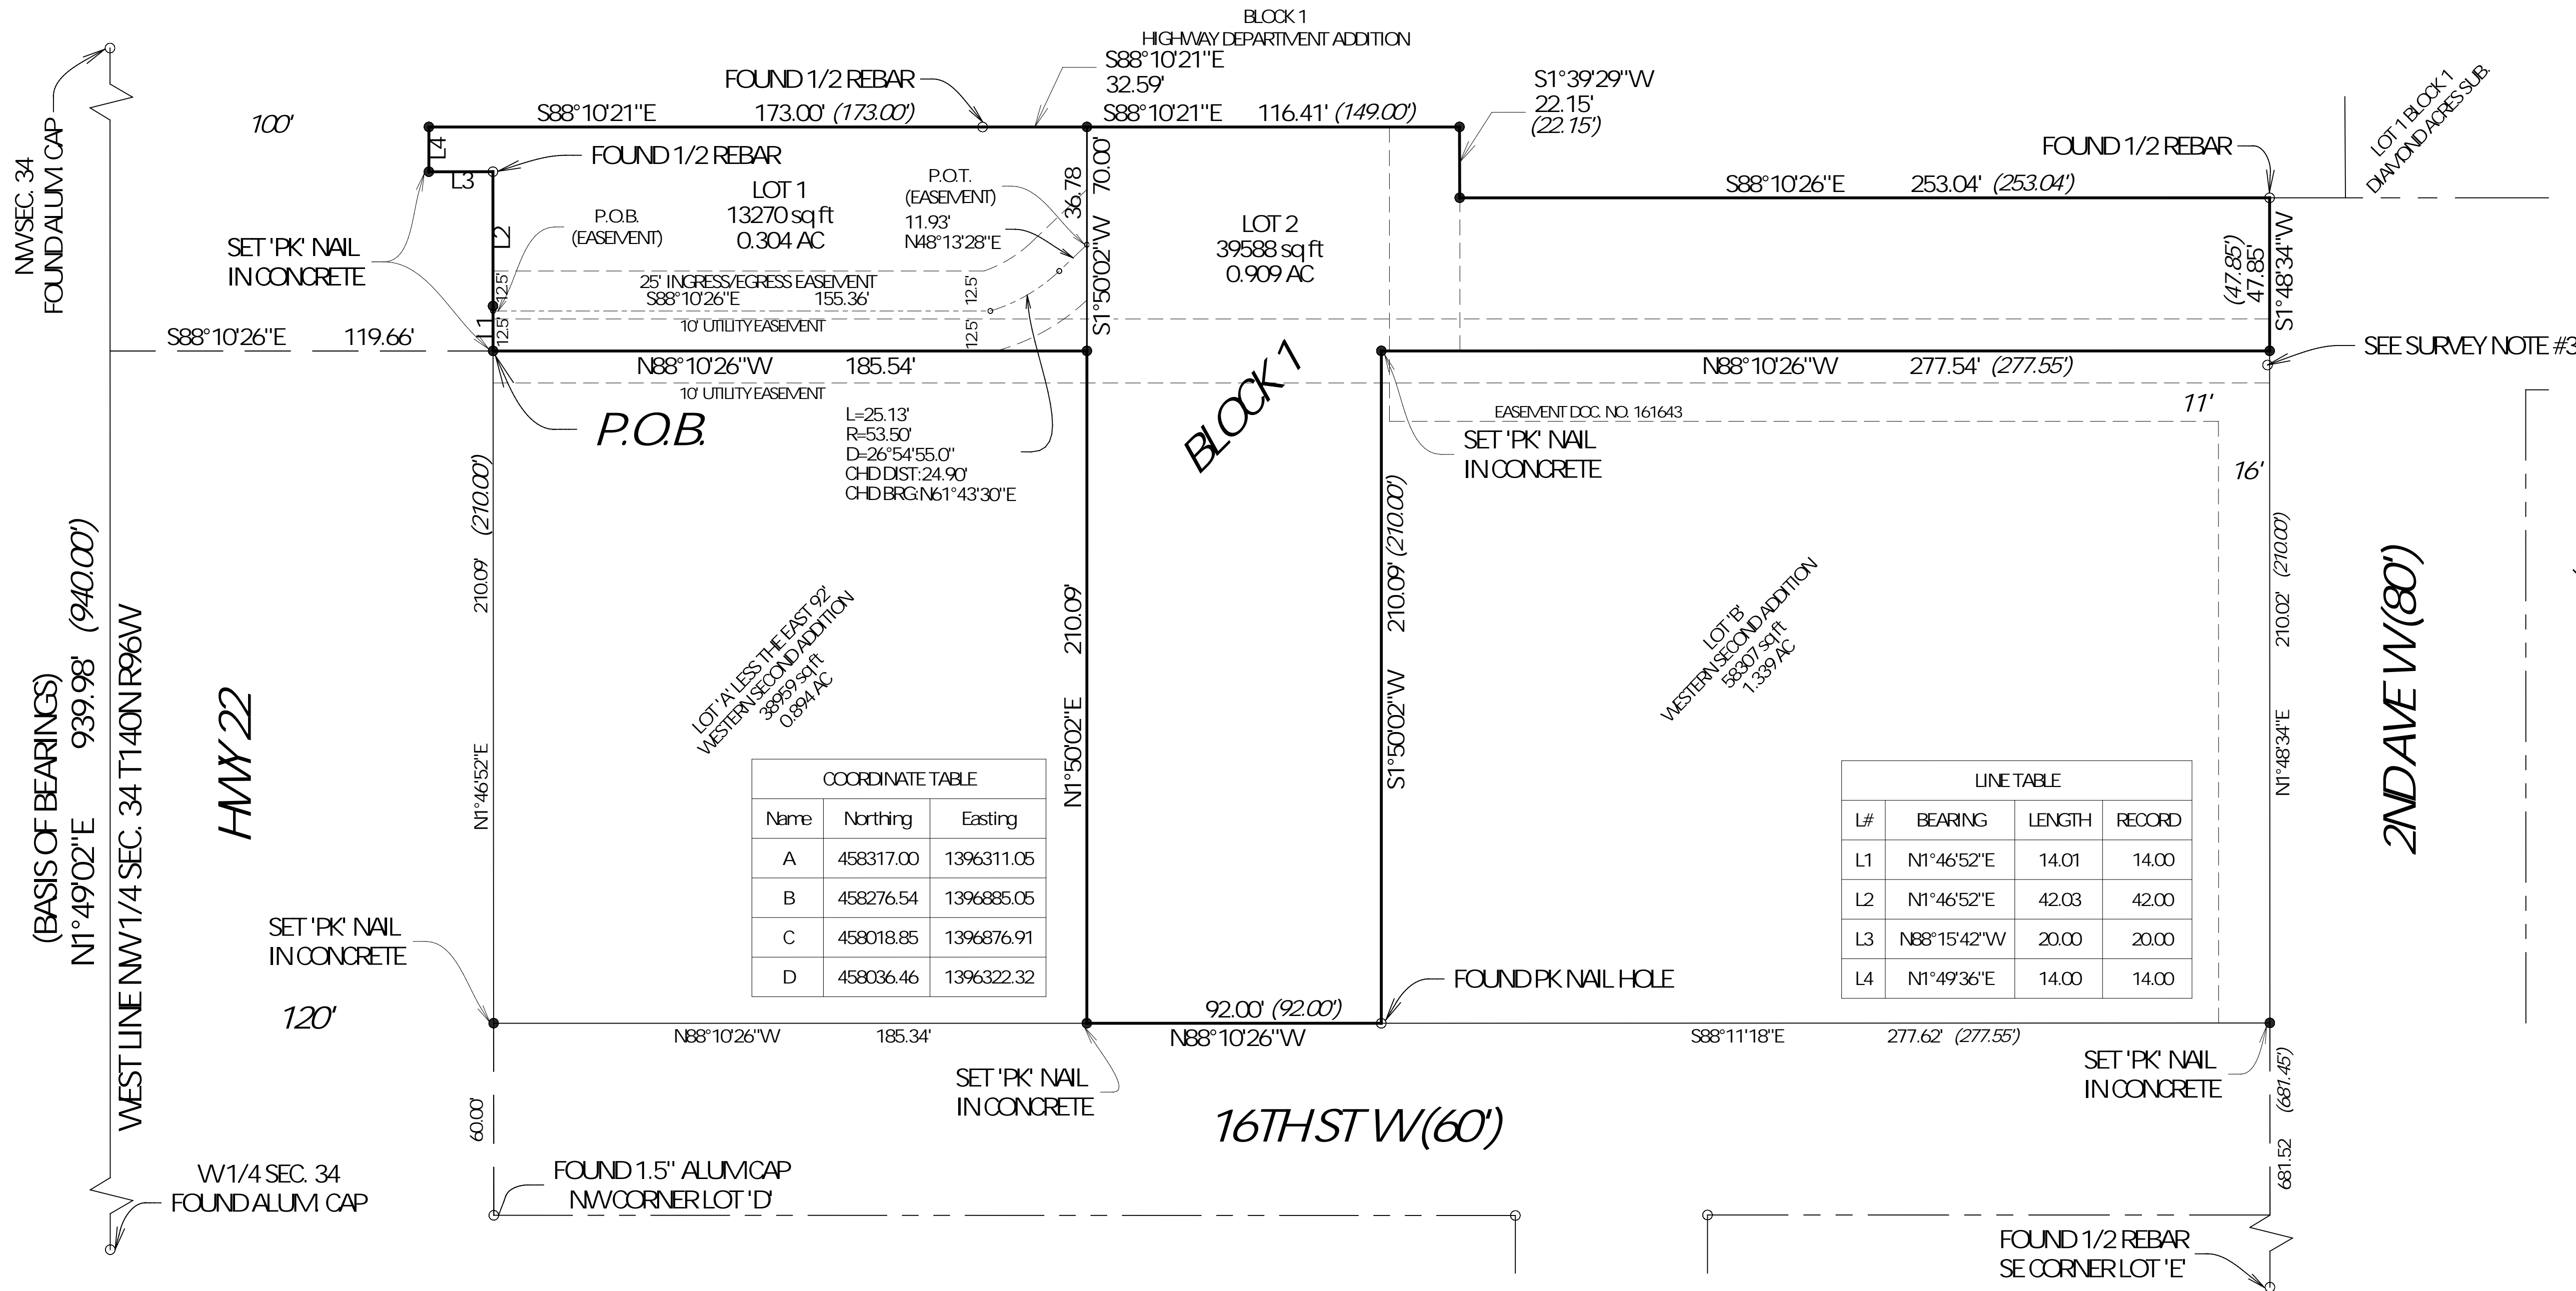 BLOCK 1
HIGHWAY DEPARTMENT ADDITION
S88°10'21"E
32.59'
FOUND 1/2 REBAR
S88°10'21"E 173.00' (173.00')
S88°10'21"E 116.41' (149.00')
S1°39'29"W
22.15'
(22.15')
LOT 1 BLOCK 1
DIAMOND ACRES SUB.
FOUND 1/2 REBAR
NW SEC. 34
FOUND ALUM CAP
100'
L4
L3
FOUND 1/2 REBAR
LOT 1
13270 sq ft
0.304 AC
P.O.T.
(EASEMENT)
11.93'
N48°13'28"E
36.78
70.00'
S1°50'02"W
LOT 2
39588 sq ft
0.909 AC
S88°10'26"E 253.04' (253.04')
(47.85')
47.85'
S1°48'34"W
SET 'PK' NAIL
IN CONCRETE
L2
P.O.B.
(EASEMENT)
12.5'
25' INGRESS/EGRESS EASEMENT
S88°10'26"E 155.36'
12.5'
L1
12.5'
10' UTILITY EASEMENT
12.5'
S88°10'26"E 119.66'
N88°10'26"W 185.54'
10' UTILITY EASEMENT
P.O.B.
L=25.13'
R=53.50'
D=26°54'55.0"
CHD DIST:24.90'
CHD BRG:N61°43'30"E
BLOCK 1
N88°10'26"W 277.54' (277.55')
SEE SURVEY NOTE #3
EASEMENT DOC. NO. 161643
11'
16'
SET 'PK' NAIL
IN CONCRETE
(BASIS OF BEARINGS)
N1°49'02"E 939.98' (940.00')
WEST LINE NW 1/4 SEC. 34 T140N R96W
HWY 22
N1°46'52"E 210.09' (210.00')
LOT 'A' LESS THE EAST 92'
WESTERN SECOND ADDITION
38959 sq ft
0.894 AC
N1°50'02"E 210.09'
S1°50'02"W 210.09' (210.00')
LOT 'B'
WESTERN SECOND ADDITION
58307 sq ft
1.339 AC
N1°48'34"E 210.02' (210.00')
2ND AVE W (80')
COORDINATE TABLE
Name Northing Easting
A 458317.00 1396311.05
B 458276.54 1396885.05
C 458018.85 1396876.91
D 458036.46 1396322.32
LINE TABLE
L# BEARING LENGTH RECORD
L1 N1°46'52"E 14.01 14.00
L2 N1°46'52"E 42.03 42.00
L3 N88°15'42"W 20.00 20.00
L4 N1°49'36"E 14.00 14.00
SET 'PK' NAIL
IN CONCRETE
120'
FOUND PK NAIL HOLE
92.00' (92.00')
N88°10'26"W
N88°10'26"W 185.34'
S88°11'18"E 277.62' (277.55')
SET 'PK' NAIL
IN CONCRETE
SET 'PK' NAIL
IN CONCRETE
60.00'
16TH ST W (60')
681.52 (681.45')
W 1/4 SEC. 34
FOUND ALUM. CAP
FOUND 1.5" ALUM.CAP
NW CORNER LOT 'D'
FOUND 1/2 REBAR
SE CORNER LOT 'E'